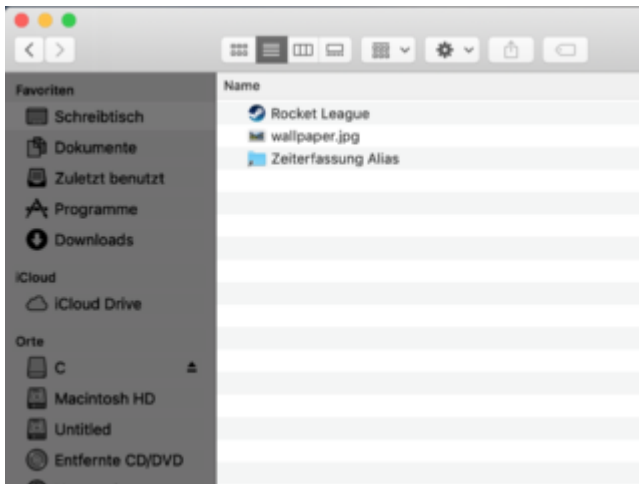 Favoriten
Schreibtisch
Dokumente
Zuletzt benutzt
Programme
Downloads
iCloud
iCloud Drive
Orte
C
Macintosh HD
Untitled
Entfernte CD/DVD
Name
Rocket League
wallpaper.jpg
Zeiterfassung Alias